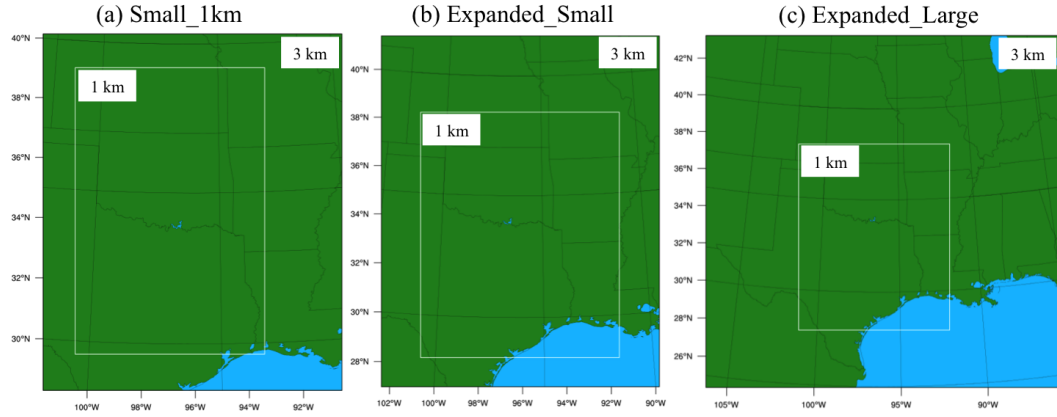 (a) Small_1km
(b) Expanded_Small
(c) Expanded_Large
40°N
38°N
36°N
34°N
32°N
30°N
100°W
98°W
96°W
94°W
92°W
3 km
1 km
40°N
38°N
36°N
34°N
32°N
30°N
28°N
102°W
100°W
98°W
96°W
94°W
92°W
90°W
3 km
1 km
42°N
40°N
38°N
36°N
34°N
32°N
30°N
28°N
26°N
105°W
100°W
95°W
90°W
3 km
1 km